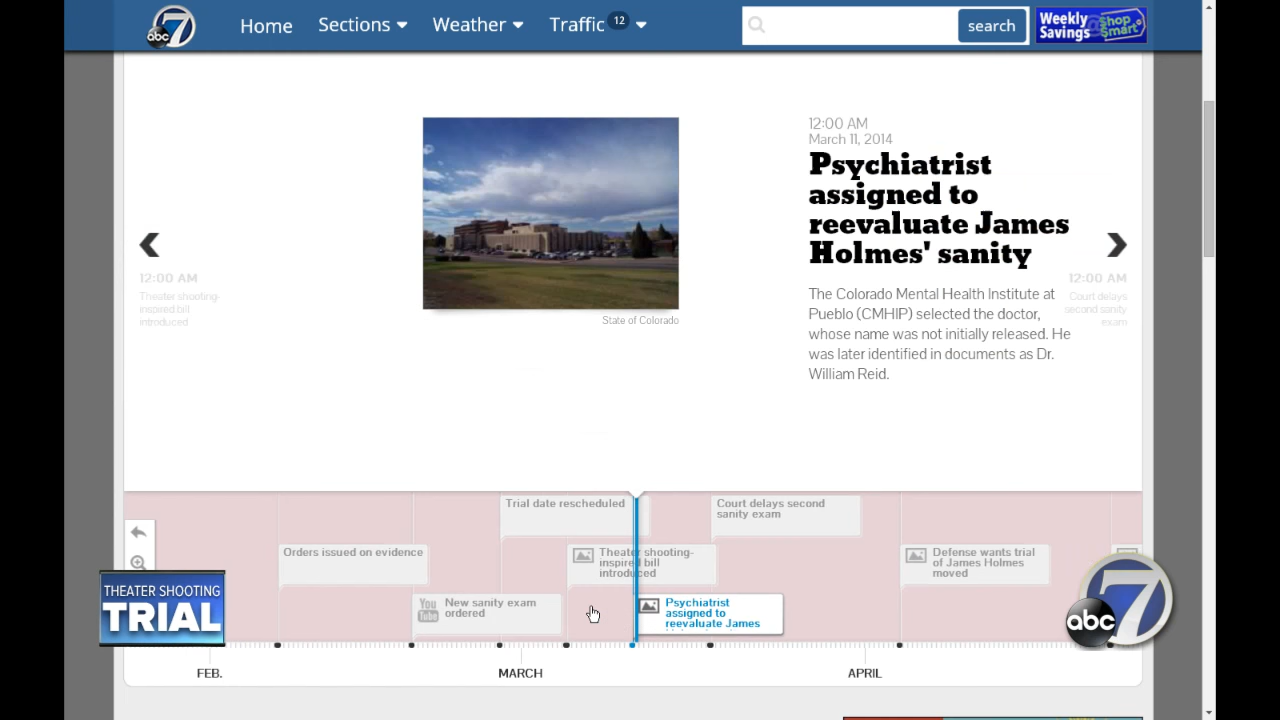 abc 7
Home
Sections
Weather
Traffic 12
search
Weekly
Savings
Shop
Smart
12:00 AM
March 11, 2014
Psychiatrist
assigned to
reevaluate James
Holmes' sanity
The Colorado Mental Health Institute at
Pueblo (CMHIP) selected the doctor,
whose name was not initially released. He
was later identified in documents as Dr.
William Reid.
State of Colorado
12:00 AM
Theater shooting-
inspired bill
introduced
12:00 AM
Court delays
second sanity
exam
Trial date rescheduled
Court delays second
sanity exam
Orders issued on evidence
Theater shooting-
inspired bill
introduced
Defense wants trial
of James Holmes
moved
You
Tube
New sanity exam
ordered
Psychiatrist
assigned to
reevaluate James
THEATER SHOOTING
TRIAL
abc 7
FEB.
MARCH
APRIL